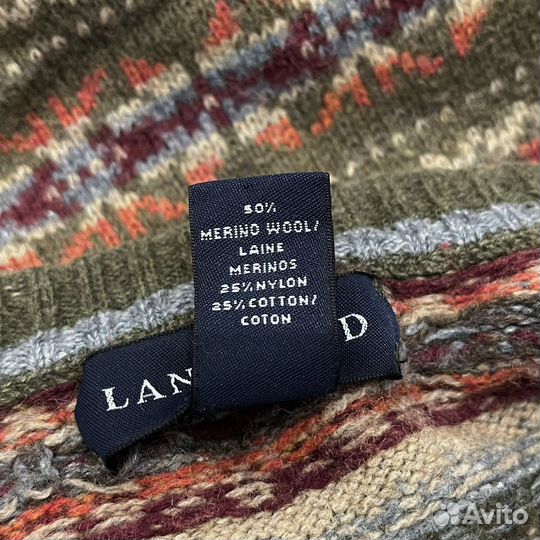 50%
MERINO WOOL/
LAINE
MERINOS
25% NYLON
25% COTTON/
COTON
LAN D
Avito